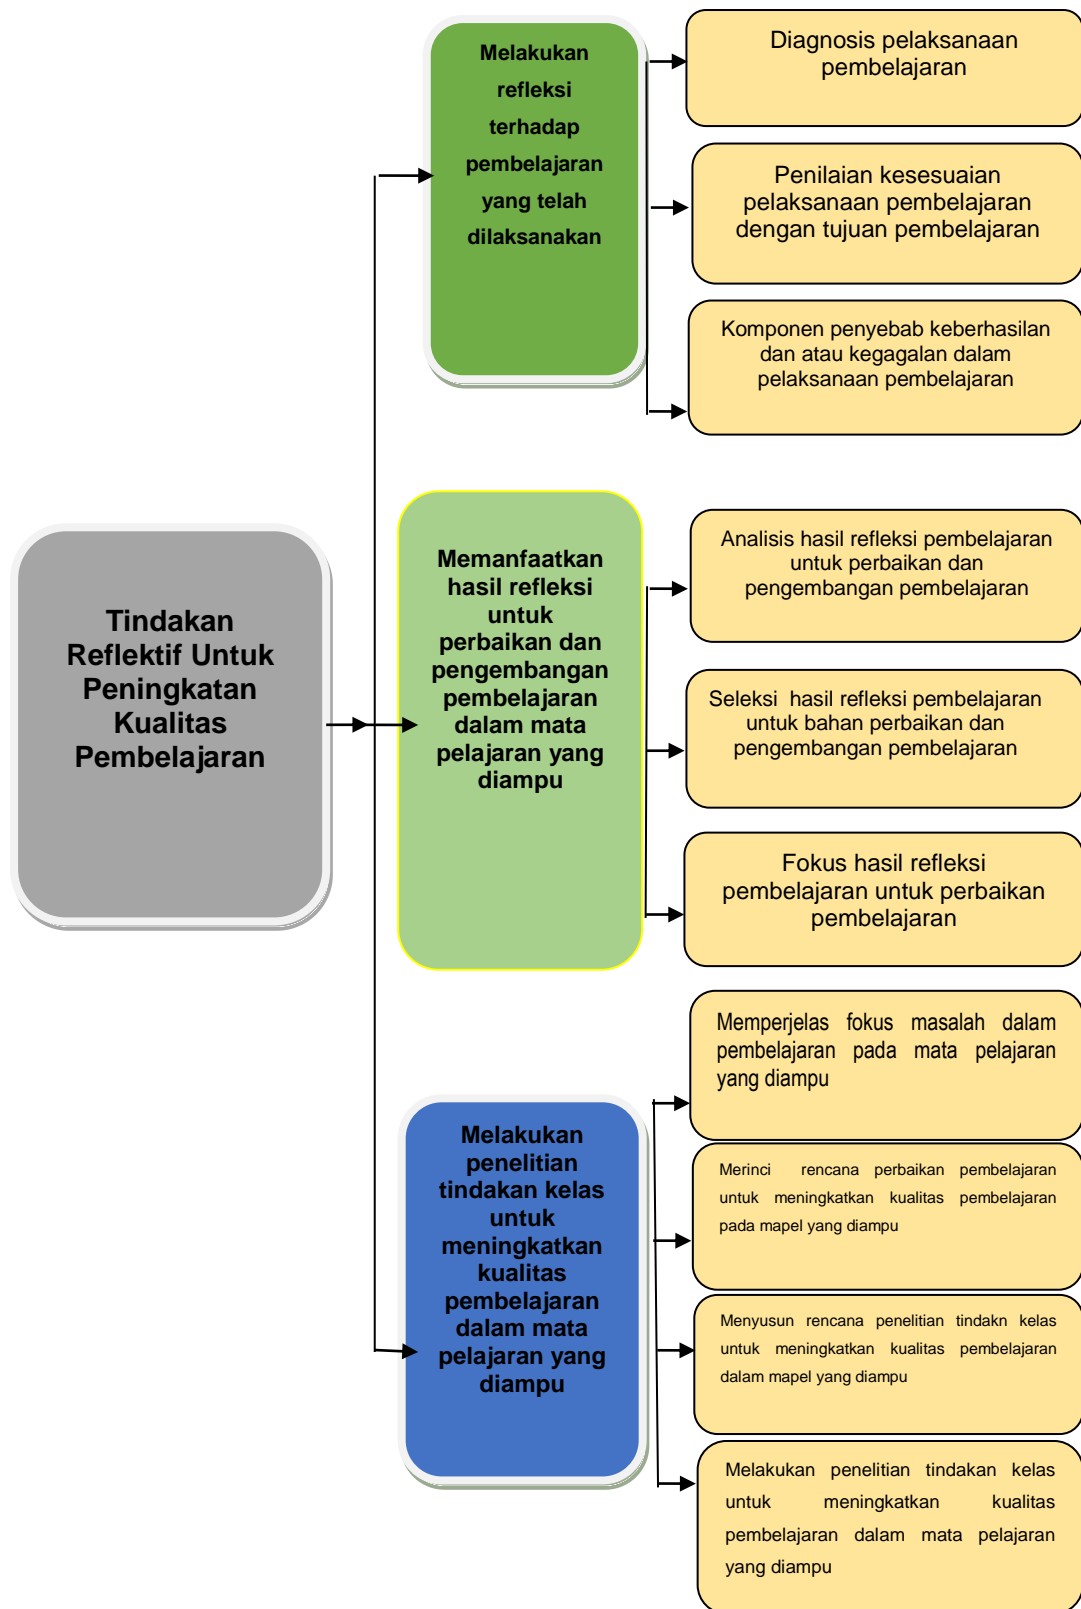 Melakukan
refleksi
terhadap
pembelajaran
yang telah
dilaksanakan
Diagnosis pelaksanaan
pembelajaran
Penilaian kesesuaian
pelaksanaan pembelajaran
dengan tujuan pembelajaran
Komponen penyebab keberhasilan
dan atau kegagalan dalam
pelaksanaan pembelajaran
Tindakan
Reflektif Untuk
Peningkatan
Kualitas
Pembelajaran
Memanfaatkan
hasil refleksi
untuk
perbaikan dan
pengembangan
pembelajaran
dalam mata
pelajaran yang
diampu
Analisis hasil refleksi pembelajaran
untuk perbaikan dan
pengembangan pembelajaran
Seleksi hasil refleksi pembelajaran
untuk bahan perbaikan dan
pengembangan pembelajaran
Fokus hasil refleksi
pembelajaran untuk perbaikan
pembelajaran
Melakukan
penelitian
tindakan kelas
untuk
meningkatkan
kualitas
pembelajaran
dalam mata
pelajaran yang
diampu
Memperjelas fokus masalah dalam
pembelajaran pada mata pelajaran
yang diampu
Merinci rencana perbaikan pembelajaran
untuk meningkatkan kualitas pembelajaran
pada mapel yang diampu
Menyusun rencana penelitian tindakn kelas
untuk meningkatkan kualitas pembelajaran
dalam mapel yang diampu
Melakukan penelitian tindakan kelas
untuk meningkatkan kualitas
pembelajaran dalam mata pelajaran
yang diampu